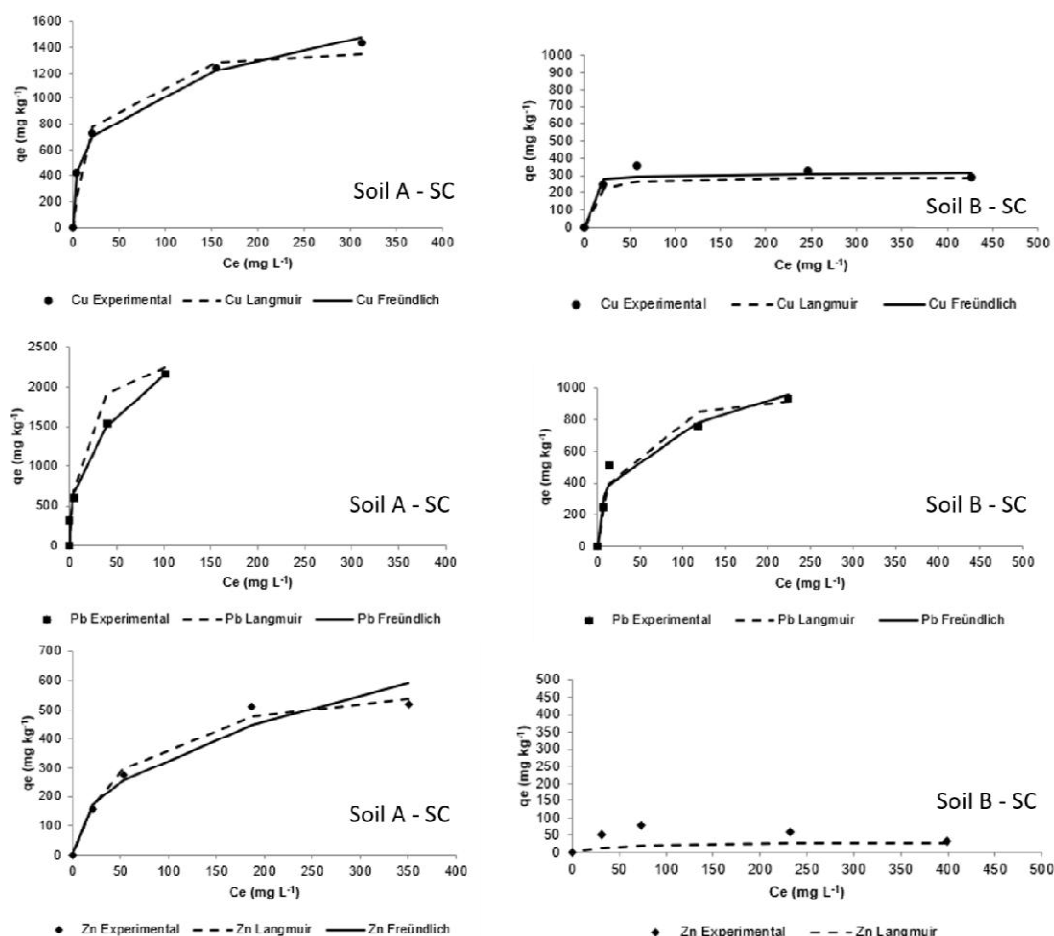 1600
1400
1200
1000
800
600
400
200
0
qe (mg kg⁻¹)
Soil A - SC
0 50 100 150 200 250 300 350 400
Ce (mg L⁻¹)
Cu Experimental Cu Langmuir Cu Freündlich
1000
900
800
700
600
500
400
300
200
100
0
qe (mg kg⁻¹)
Soil B - SC
0 50 100 150 200 250 300 350 400 450 500
Ce (mg L⁻¹)
Cu Experimental Cu Langmuir Cu Freündlich
2500
2000
1500
1000
500
0
qe (mg kg⁻¹)
Soil A - SC
0 50 100 150 200 250 300 350 400
Ce (mg L⁻¹)
Pb Experimental Pb Langmuir Pb Freündlich
1000
800
600
400
200
0
qe (mg kg⁻¹)
Soil B - SC
0 50 100 150 200 250 300 350 400 450 500
Ce (mg L⁻¹)
Pb Experimental Pb Langmuir Pb Freündlich
700
600
500
400
300
200
100
0
qe (mg kg⁻¹)
Soil A - SC
0 50 100 150 200 250 300 350 400
Ce (mg L⁻¹)
Zn Experimental Zn Langmuir Zn Freündlich
500
450
400
350
300
250
200
150
100
50
0
qe (mg kg⁻¹)
Soil B - SC
0 50 100 150 200 250 300 350 400 450 500
Ce (mg L⁻¹)
Zn Experimental Zn Langmuir